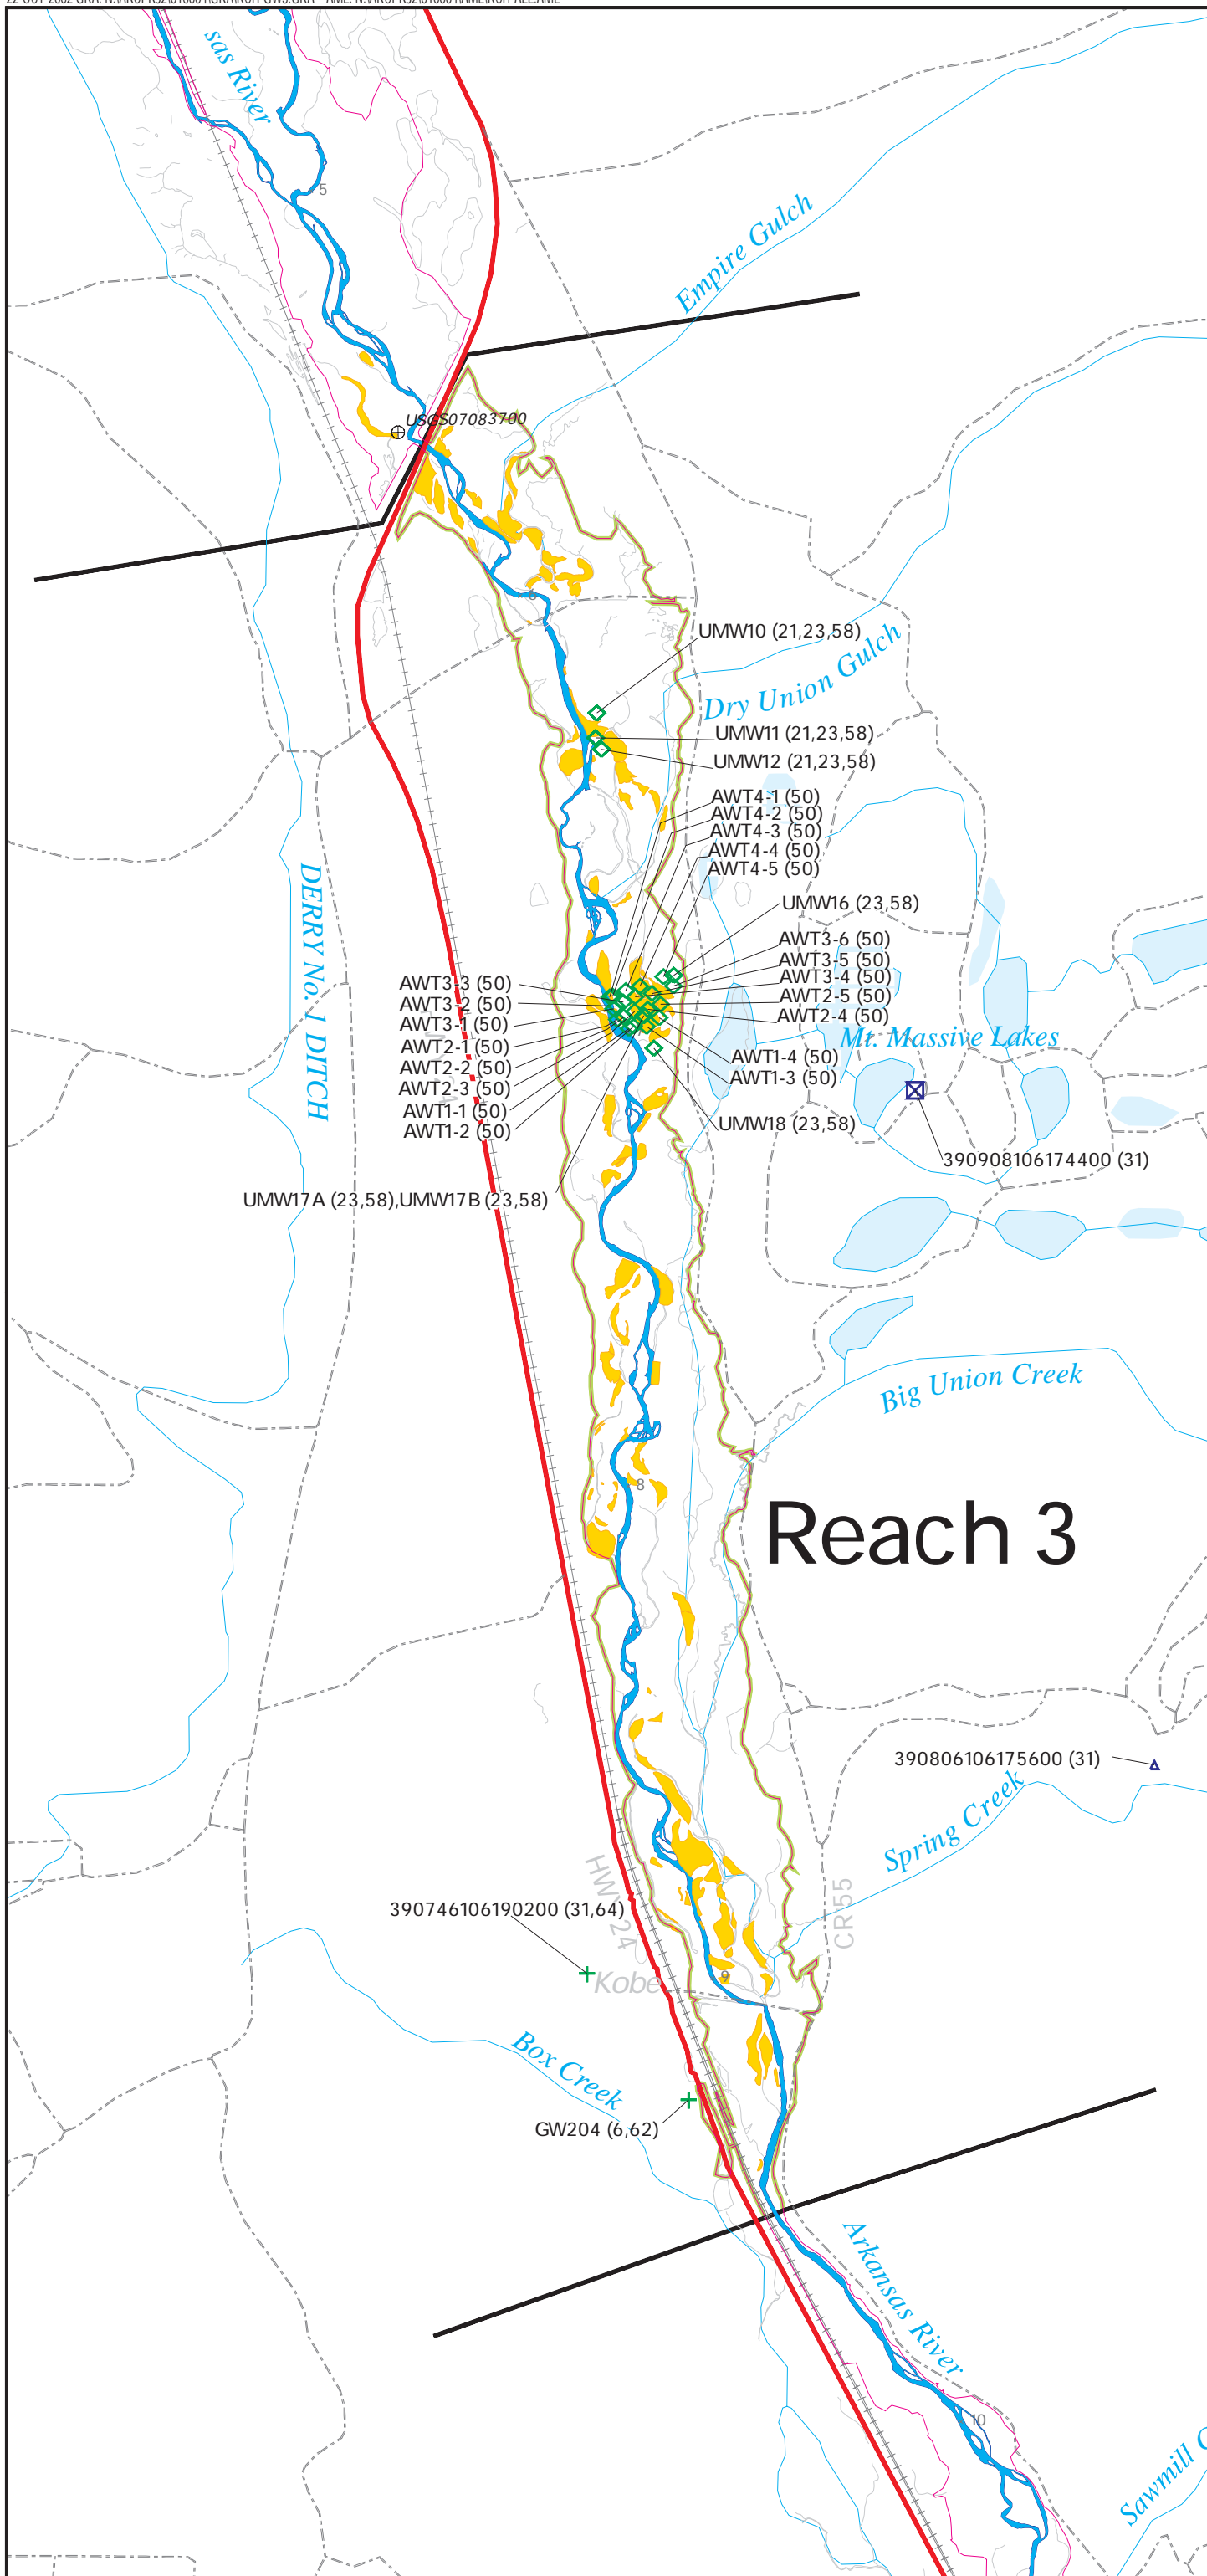 sas River
5
Empire Gulch
USGS07083700
6
UMW10 (21,23,58)
Dry Union Gulch
UMW11 (21,23,58)
UMW12 (21,23,58)
AWT4-1 (50)
AWT4-2 (50)
AWT4-3 (50)
AWT4-4 (50)
AWT4-5 (50)
UMW16 (23,58)
AWT3-6 (50)
AWT3-5 (50)
AWT3-4 (50)
AWT2-5 (50)
AWT2-4 (50)
DERRY No. 1 DITCH
AWT3-3 (50)
AWT3-2 (50)
AWT3-1 (50)
AWT2-1 (50)
AWT2-2 (50)
AWT2-3 (50)
AWT1-1 (50)
AWT1-2 (50)
Mt. Massive Lakes
AWT1-4 (50)
AWT1-3 (50)
UMW18 (23,58)
390908106174400 (31)
UMW17A (23,58),UMW17B (23,58)
Big Union Creek
8
Reach 3
390806106175600 (31)
Spring Creek
HWY 24
CR 55
390746106190200 (31,64)
9
Kobe
Box Creek
GW204 (6,62)
Arkansas River
10
Sawmill